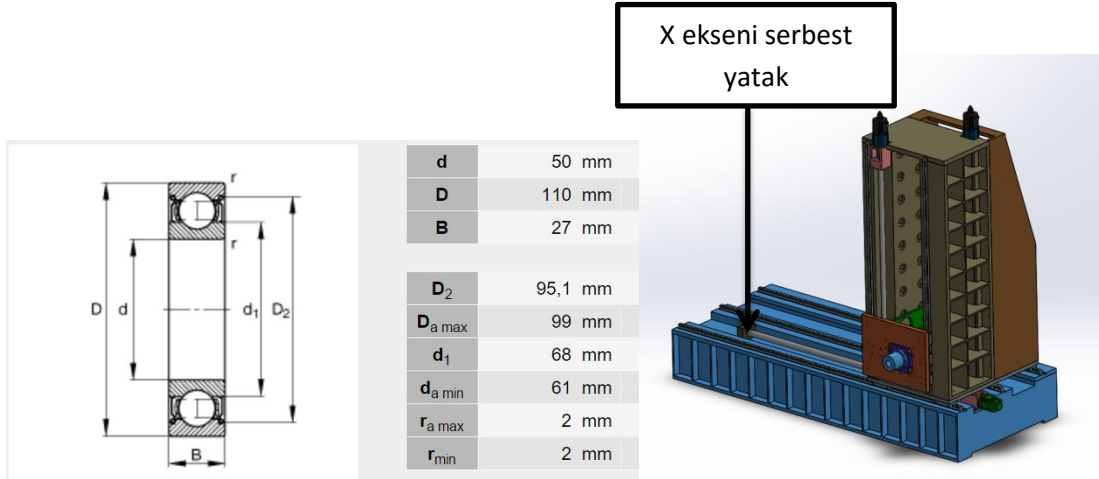 X ekseni serbest
yatak
d 50 mm
D 110 mm
B 27 mm
D2 95,1 mm
Da max 99 mm
d1 68 mm
da min 61 mm
ra max 2 mm
rmin 2 mm
r
r
D
d
d1
D2
B